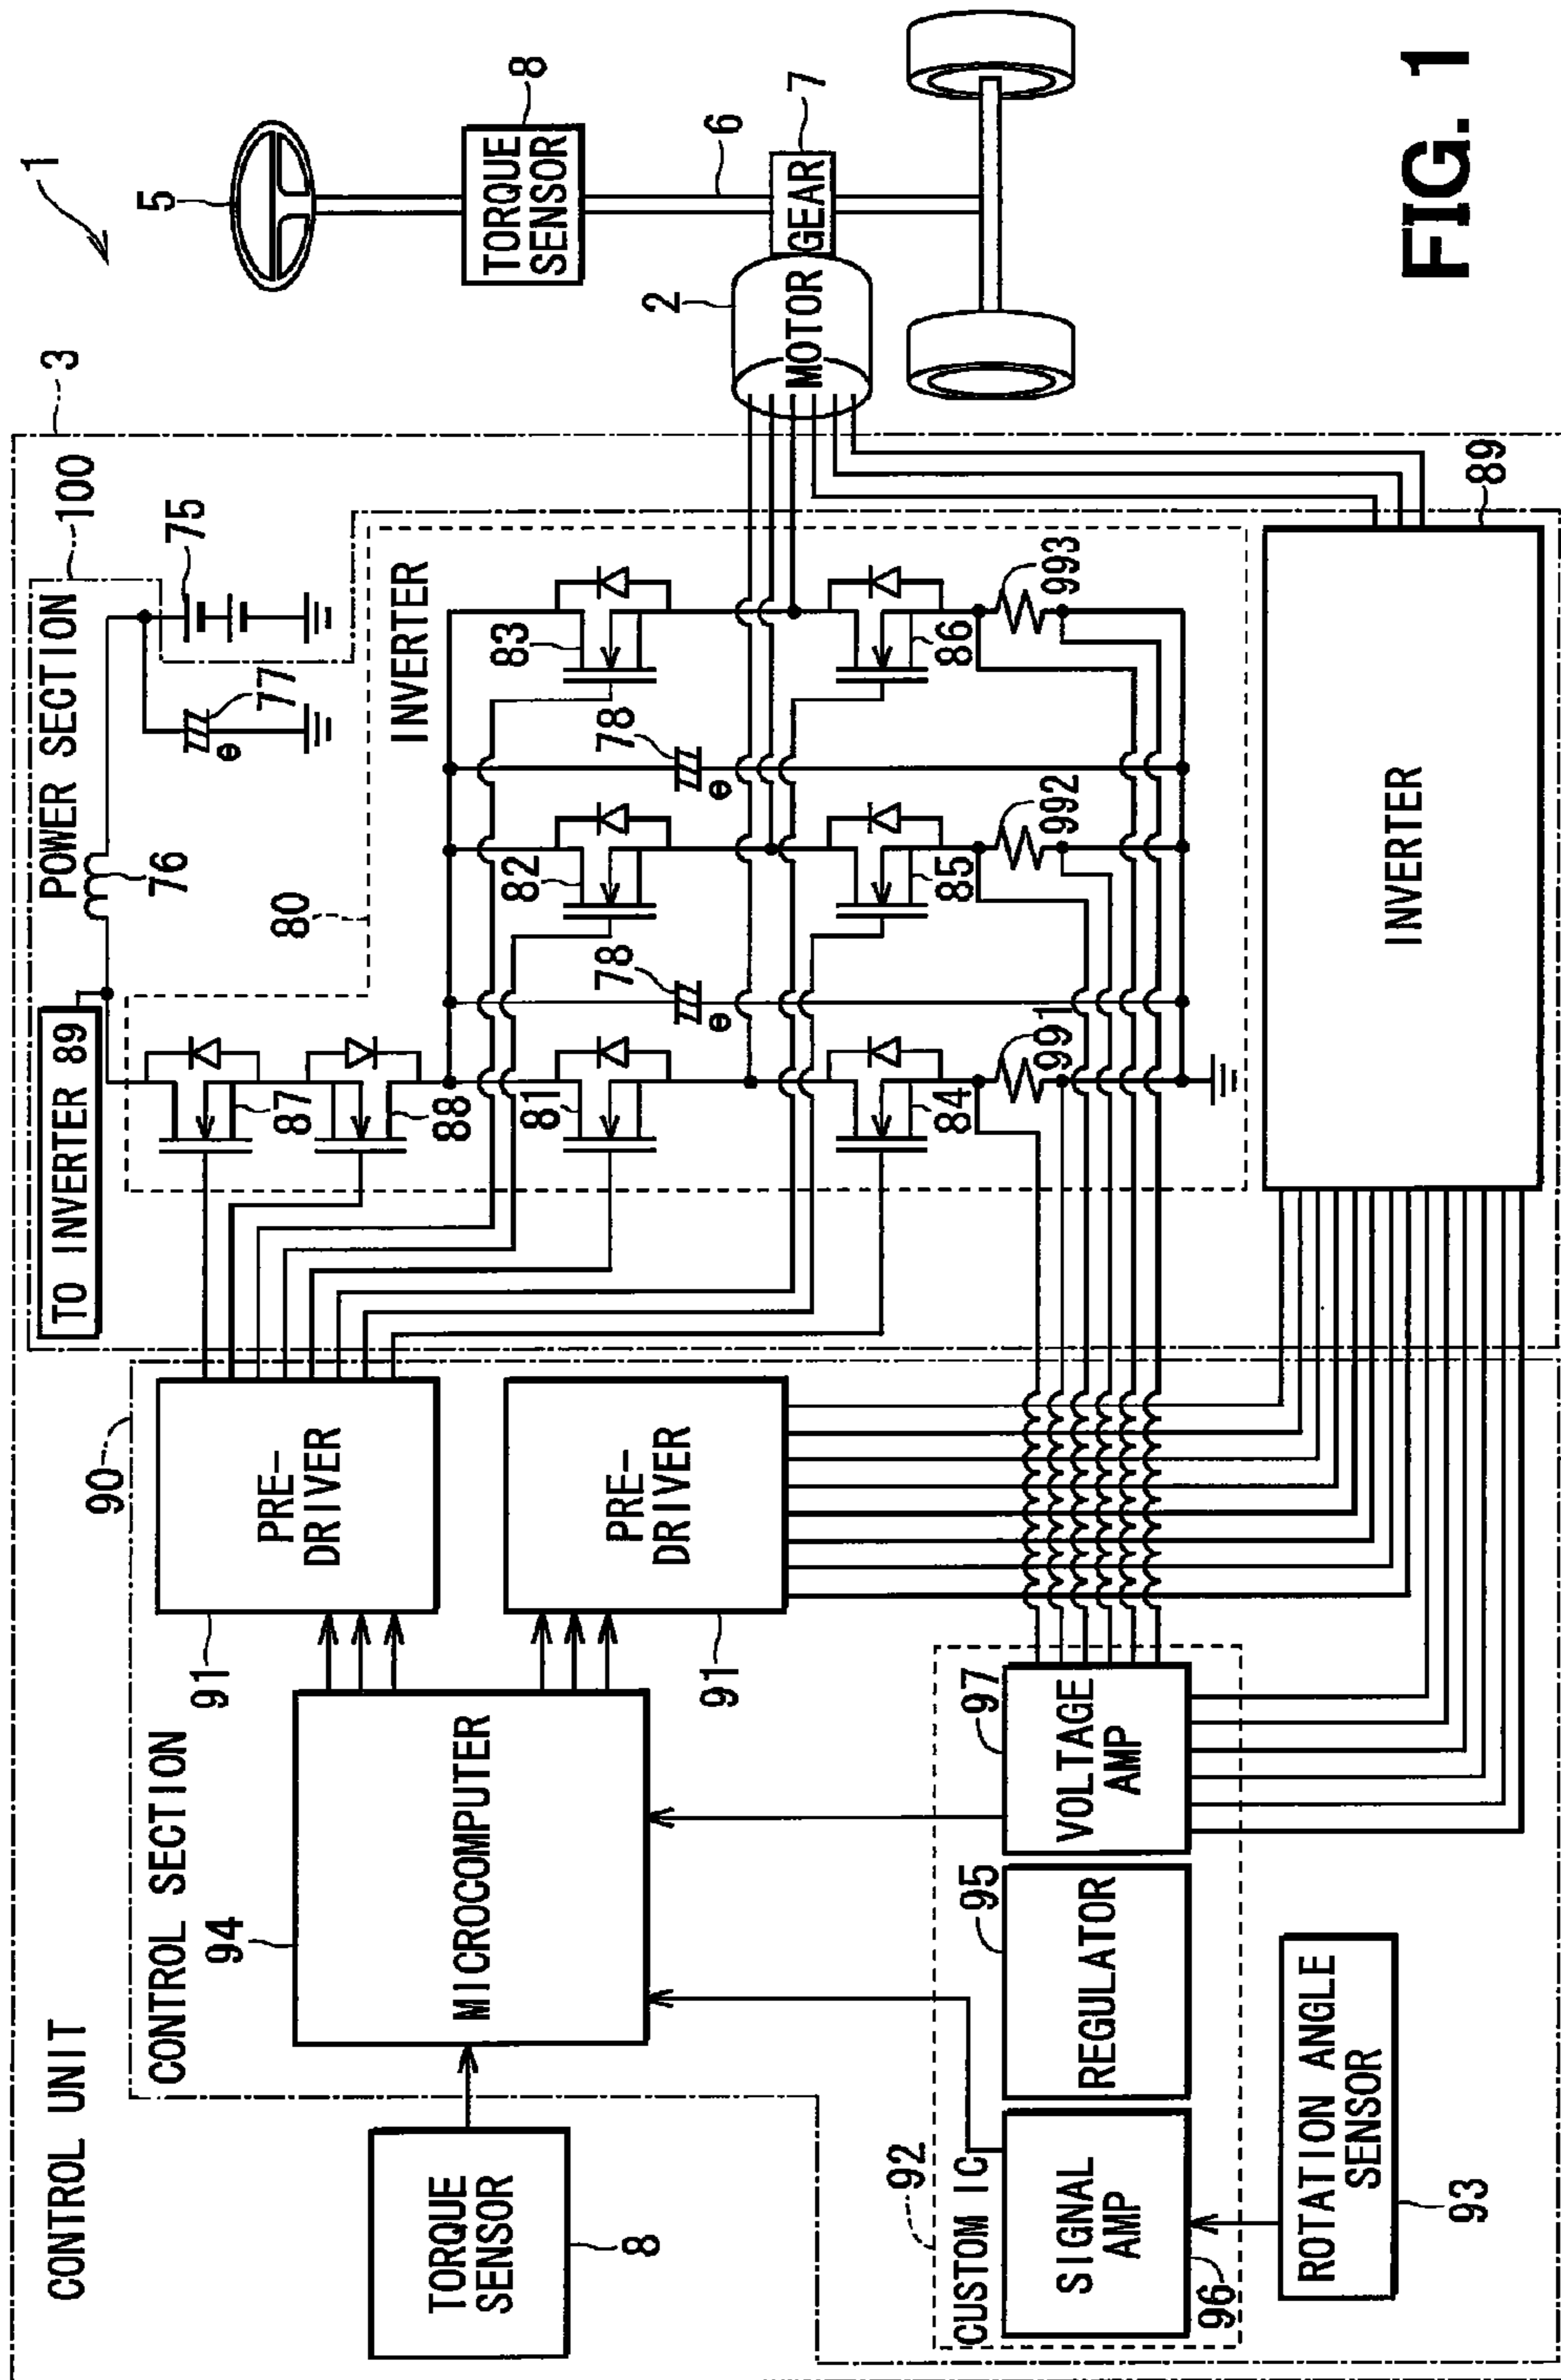 FIG. 1
1
3
5
8
TORQUE
SENSOR
6
7
GEAR
2
MOTOR
CONTROL UNIT
100
POWER SECTION
75
77
⊖
76
TO INVERTER 89
80
INVERTER
87
88
81
82
83
78
⊖
78
⊖
84
85
86
991
992
993
INVERTER
89
90
CONTROL SECTION
PRE-
DRIVER
91
PRE-
DRIVER
91
MICROCOMPUTER
94
TORQUE
SENSOR
8
92
CUSTOM IC
SIGNAL
AMP
96
REGULATOR
95
VOLTAGE
AMP
97
ROTATION ANGLE
SENSOR
93